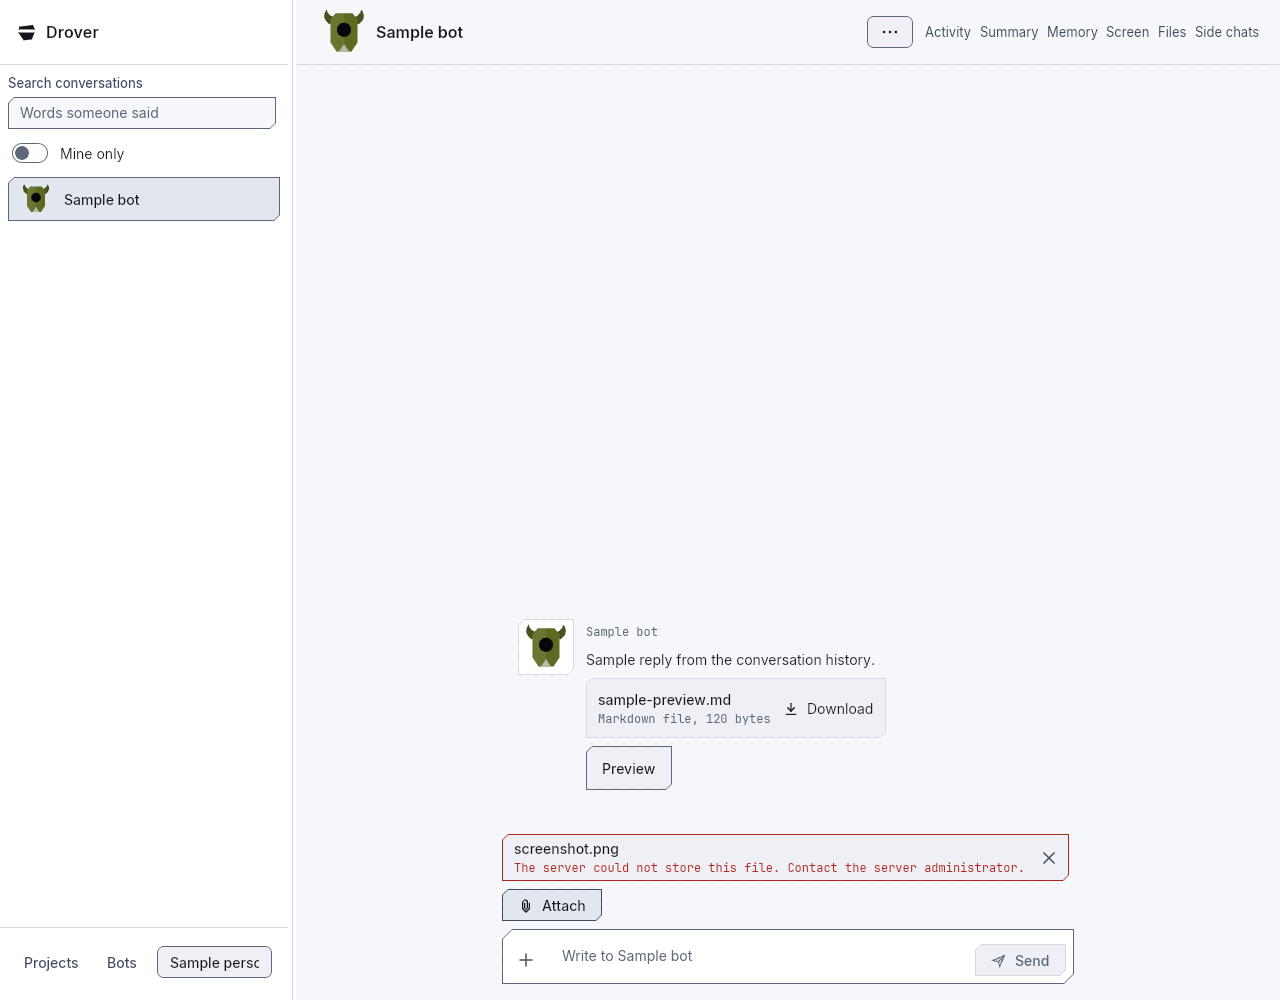 Drover
Sample bot
Activity Summary Memory Screen Files Side chats
Search conversations
Words someone said
Mine only
Sample bot
Sample bot
Sample reply from the conversation history.
sample-preview.md
Markdown file, 120 bytes
Download
Preview
screenshot.png
The server could not store this file. Contact the server administrator.
Attach
Write to Sample bot
Send
Projects Bots Sample